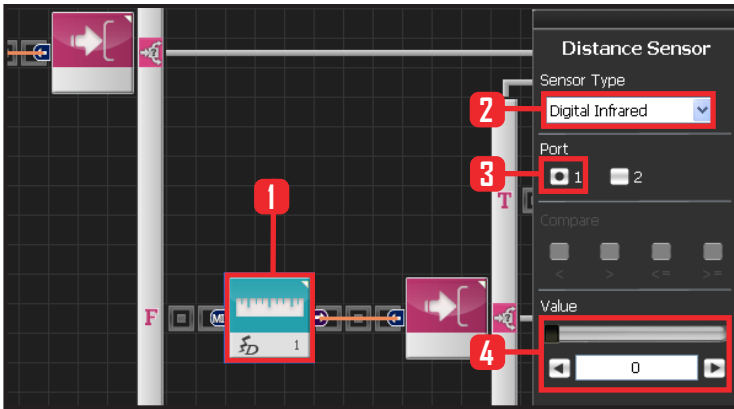 Distance Sensor
Sensor Type
2
Digital Infrared
Port
3
1
2
1
T
Compare
<
>
<=
>=
F
M
D
1
Value
4
0